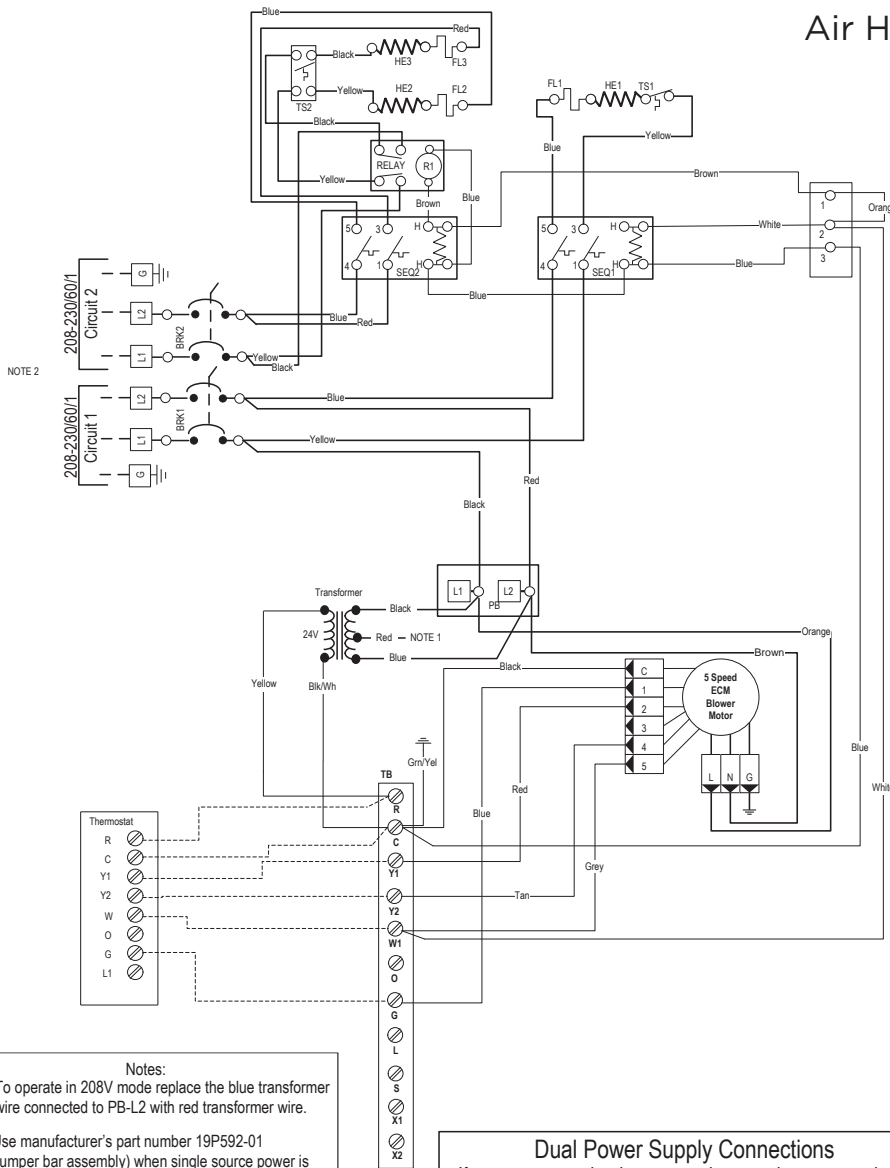 Air H
Blue
Red
Black
HE3
FL3
Yellow
HE2
FL2
TS2
Black
FL1
HE1
TS1
Blue
Yellow
RELAY
R1
Yellow
Brown
Blue
Brown
1
Orang
2
White
3
5
3
H
4
1
H
SEQ2
5
3
H
4
1
H
SEQ1
Blue
Blue
208-230/60/1
Circuit 2
G
L2
L1
BRK2
Blue
Red
Yellow
Black
NOTE 2
208-230/60/1
Circuit 1
L2
L1
G
BRK1
Blue
Yellow
Black
Red
L1
L2
PB
Transformer
24V
Black
Red
NOTE 1
Blue
Yellow
Blk/Wh
Orange
Brown
Black
C
1
2
3
4
5
5 Speed
ECM
Blower
Motor
L
N
G
Blue
White
Grn/Yel
Red
Blue
Grey
Tan
TB
R
C
Y1
Y2
W1
O
G
L
S
X1
X2
Thermostat
R
C
Y1
Y2
W
O
G
L1
Notes:
To operate in 208V mode replace the blue transformer
wire connected to PB-L2 with red transformer wire.
Use manufacturer's part number 19P592-01
umper bar assembly) when single source power is
Dual Power Supply Connections